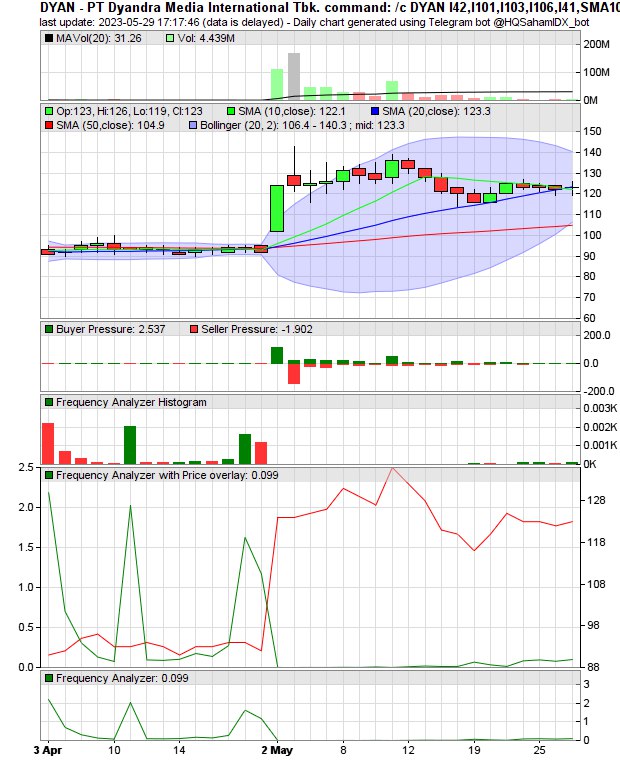 DYAN - PT Dyandra Media International Tbk. command: /c DYAN I42,I101,I103,I106,I41,SMA10
last update: 2023-05-29 17:17:46 (data is delayed) - Daily chart generated using Telegram bot @HQSahamIDX_bot
MAVol(20): 31.26 Vol: 4.439M
200M
100M
0M
Op:123, Hi:126, Lo:119, Cl:123 SMA (10,close): 122.1 SMA (20,close): 123.3
SMA (50,close): 104.9 Bollinger (20, 2): 106.4 - 140.3 ; mid: 123.3
150
140
130
120
110
100
90
80
70
60
Buyer Pressure: 2.537 Seller Pressure: -1.902
200.0
0.0
-200.0
Frequency Analyzer Histogram
0.003K
0.002K
0.001K
0K
Frequency Analyzer with Price overlay: 0.099
2.5
2.0
1.5
1.0
0.5
0.0
128
118
108
98
88
Frequency Analyzer: 0.099
3
2
1
0
3 Apr 10 14 2 May 8 12 19 25